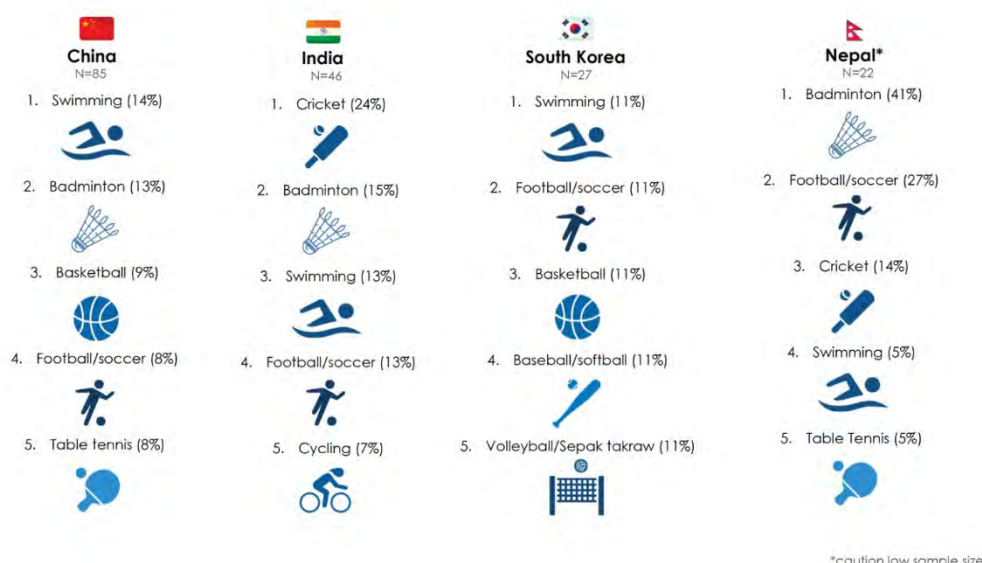 China
N=85
1. Swimming (14%)
2. Badminton (13%)
3. Basketball (9%)
4. Football/soccer (8%)
5. Table tennis (8%)
India
N=46
1. Cricket (24%)
2. Badminton (15%)
3. Swimming (13%)
4. Football/soccer (13%)
5. Cycling (7%)
South Korea
N=27
1. Swimming (11%)
2. Football/soccer (11%)
3. Basketball (11%)
4. Baseball/softball (11%)
5. Volleyball/Sepak takraw (11%)
Nepal*
N=22
1. Badminton (41%)
2. Football/soccer (27%)
3. Cricket (14%)
4. Swimming (5%)
5. Table Tennis (5%)
*caution low sample size